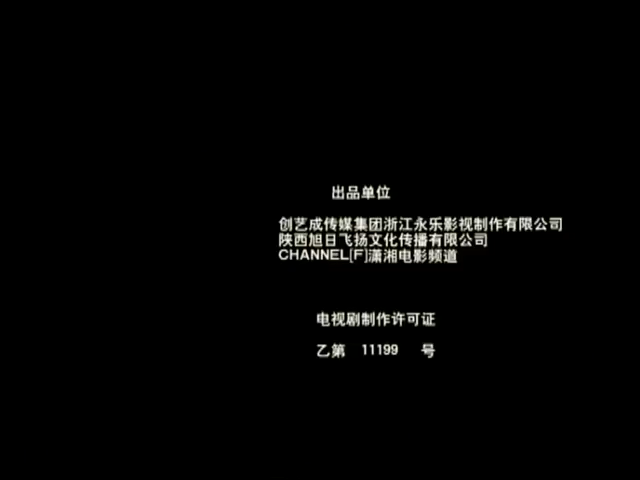 出品单位
创艺成传媒集团浙江永乐影视制作有限公司
陕西旭日飞扬文化传播有限公司
CHANNEL[F]潇湘电影频道
电视剧制作许可证
乙第 11199 号